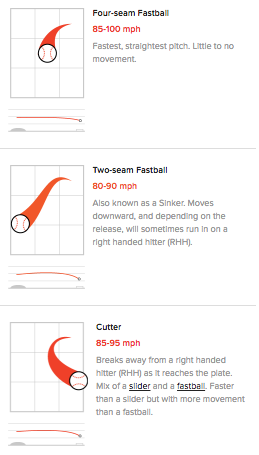 Four-seam Fastball
85-100 mph
Fastest, straightest pitch. Little to no
movement.
Two-seam Fastball
80-90 mph
Also known as a Sinker. Moves
downward, and depending on the
release, will sometimes run in on a
right handed hitter (RHH).
Cutter
85-95 mph
Breaks away from a right handed
hitter (RHH) as it reaches the plate.
Mix of a slider and a fastball. Faster
than a slider but with more movement
than a fastball.